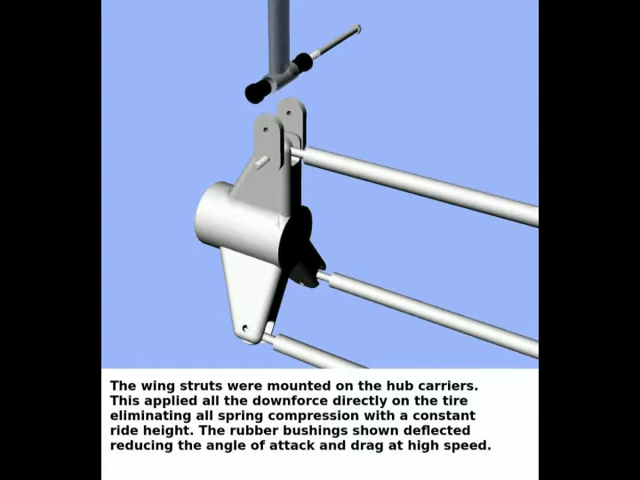 The wing struts were mounted on the hub carriers.
This applied all the downforce directly on the tire
eliminating all spring compression with a constant
ride height. The rubber bushings shown deflected
reducing the angle of attack and drag at high speed.